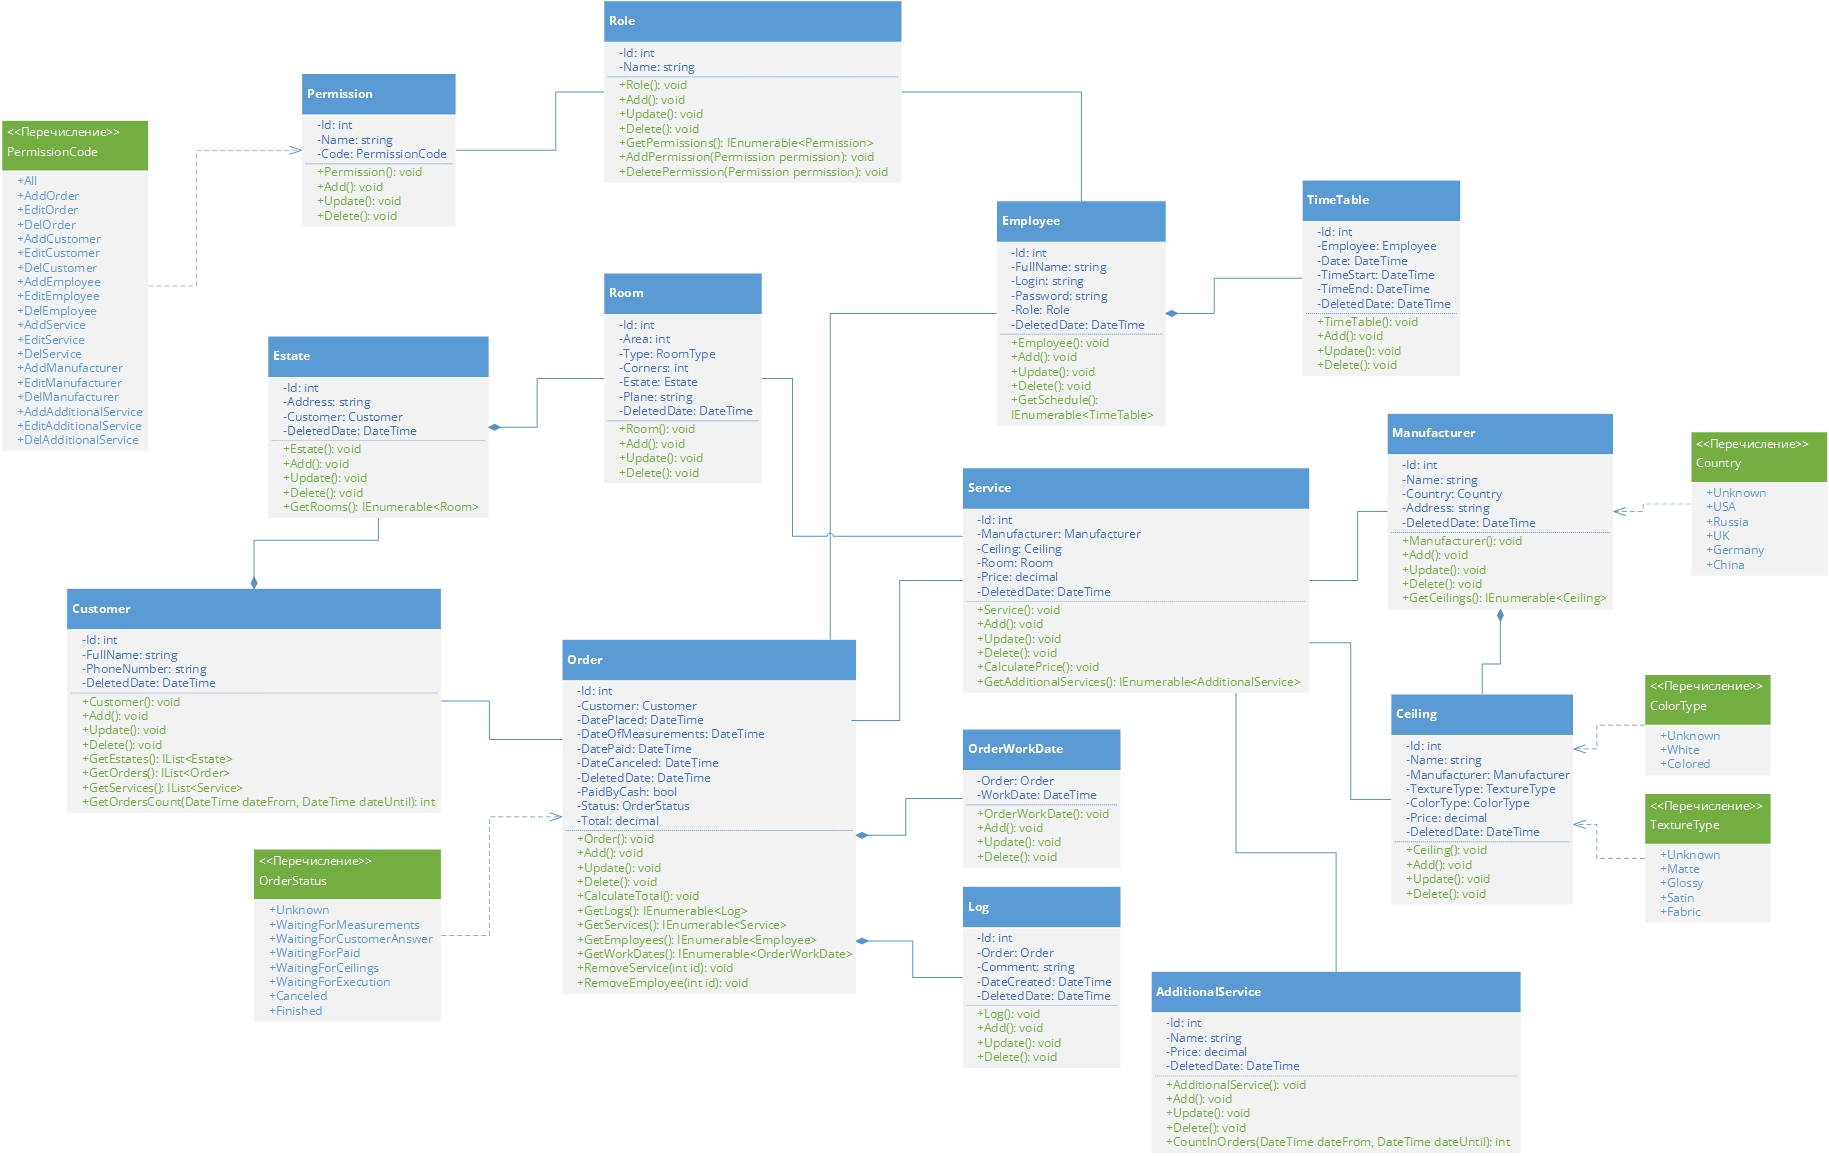 Role
-Id: int
-Name: string
+Role(): void
+Add(): void
+Update(): void
+Delete(): void
+GetPermissions(): IEnumerable<Permission>
+AddPermission(Permission permission): void
+DeletePermission(Permission permission): void
Permission
-Id: int
-Name: string
-Code: PermissionCode
+Permission(): void
+Add(): void
+Update(): void
+Delete(): void
<<Перечисление>>
PermissionCode
+All
+AddOrder
+EditOrder
+DelOrder
+AddCustomer
+EditCustomer
+DelCustomer
+AddEmployee
+EditEmployee
+DelEmployee
+AddService
+EditService
+DelService
+AddManufacturer
+EditManufacturer
+DelManufacturer
+AddAdditionalService
+EditAdditionalService
+DelAdditionalService
Employee
-Id: int
-FullName: string
-Login: string
-Password: string
-Role: Role
-DeletedDate: DateTime
+Employee(): void
+Add(): void
+Update(): void
+Delete(): void
+GetSchedule():
IEnumerable<TimeTable>
TimeTable
-Id: int
-Employee: Employee
-Date: DateTime
-TimeStart: DateTime
-TimeEnd: DateTime
-DeletedDate: DateTime
+TimeTable(): void
+Add(): void
+Update(): void
+Delete(): void
Room
-Id: int
-Area: int
-Type: RoomType
-Corners: int
-Estate: Estate
-Plane: string
-DeletedDate: DateTime
+Room(): void
+Add(): void
+Update(): void
+Delete(): void
Estate
-Id: int
-Address: string
-Customer: Customer
-DeletedDate: DateTime
+Estate(): void
+Add(): void
+Update(): void
+Delete(): void
+GetRooms(): IEnumerable<Room>
Manufacturer
-Id: int
-Name: string
-Country: Country
-Address: string
-DeletedDate: DateTime
+Manufacturer(): void
+Add(): void
+Update(): void
+Delete(): void
+GetCeilings(): IEnumerable<Ceiling>
<<Перечисление>>
Country
+Unknown
+USA
+Russia
+UK
+Germany
+China
Service
-Id: int
-Manufacturer: Manufacturer
-Ceiling: Ceiling
-Room: Room
-Price: decimal
-DeletedDate: DateTime
+Service(): void
+Add(): void
+Update(): void
+Delete(): void
+CalculatePrice(): void
+GetAdditionalServices(): IEnumerable<AdditionalService>
Customer
-Id: int
-FullName: string
-PhoneNumber: string
-DeletedDate: DateTime
+Customer(): void
+Add(): void
+Update(): void
+Delete(): void
+GetEstates(): IList<Estate>
+GetOrders(): IList<Order>
+GetServices(): IList<Service>
+GetOrdersCount(DateTime dateFrom, DateTime dateUntil): int
Order
-Id: int
-Customer: Customer
-DatePlaced: DateTime
-DateOfMeasurements: DateTime
-DatePaid: DateTime
-DateCanceled: DateTime
-DeletedDate: DateTime
-PaidByCash: bool
-Status: OrderStatus
-Total: decimal
+Order(): void
+Add(): void
+Update(): void
+Delete(): void
+CalculateTotal(): void
+GetLogs(): IEnumerable<Log>
+GetServices(): IEnumerable<Service>
+GetEmployees(): IEnumerable<Employee>
+GetWorkDates(): IEnumerable<OrderWorkDate>
+RemoveService(int id): void
+RemoveEmployee(int id): void
<<Перечисление>>
OrderStatus
+Unknown
+WaitingForMeasurements
+WaitingForCustomerAnswer
+WaitingForPaid
+WaitingForCeilings
+WaitingForExecution
+Canceled
+Finished
OrderWorkDate
-Order: Order
-WorkDate: DateTime
+OrderWorkDate(): void
+Add(): void
+Update(): void
+Delete(): void
Log
-Id: int
-Order: Order
-Comment: string
-DateCreated: DateTime
-DeletedDate: DateTime
+Log(): void
+Add(): void
+Update(): void
+Delete(): void
Ceiling
-Id: int
-Name: string
-Manufacturer: Manufacturer
-TextureType: TextureType
-ColorType: ColorType
-Price: decimal
-DeletedDate: DateTime
+Ceiling(): void
+Add(): void
+Update(): void
+Delete(): void
<<Перечисление>>
ColorType
+Unknown
+White
+Colored
<<Перечисление>>
TextureType
+Unknown
+Matte
+Glossy
+Satin
+Fabric
AdditionalService
-Id: int
-Name: string
-Price: decimal
-DeletedDate: DateTime
+AdditionalService(): void
+Add(): void
+Update(): void
+Delete(): void
+CountInOrders(DateTime dateFrom, DateTime dateUntil): int